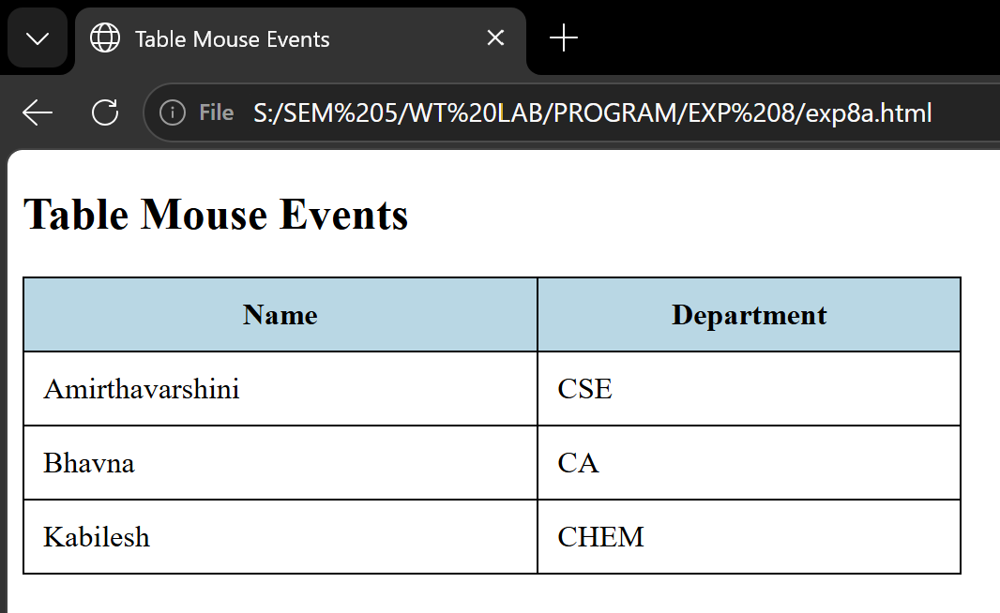 Table Mouse Events
File S:/SEM%205/WT%20LAB/PROGRAM/EXP%208/exp8a.html
Table Mouse Events
Name Department
Amirthavarshini CSE
Bhavna CA
Kabilesh CHEM